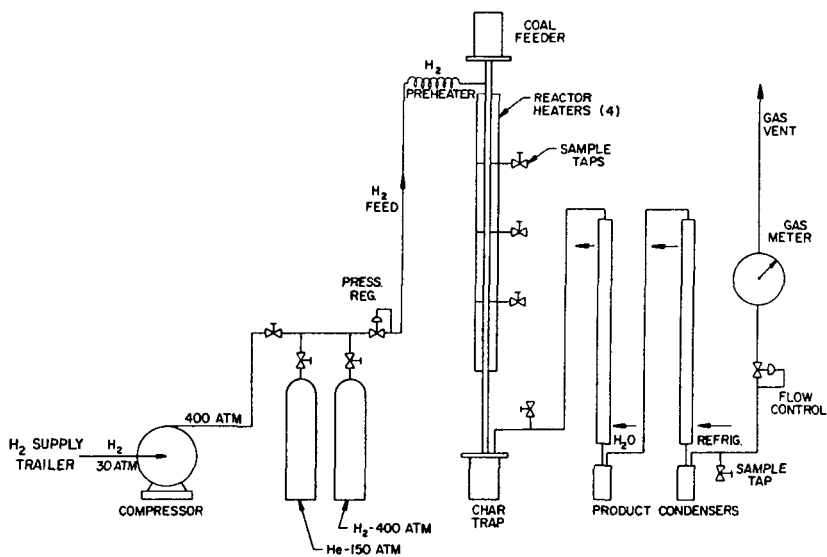 COAL
FEEDER
H2
PREHEATER
REACTOR
HEATERS (4)
SAMPLE
TAPS
GAS
VENT
H2
FEED
GAS
METER
PRESS.
REG.
400 ATM
H2 SUPPLY
TRAILER
H2
30 ATM
COMPRESSOR
H2O
REFRIG.
FLOW
CONTROL
SAMPLE
TAP
CHAR
TRAP
PRODUCT CONDENSERS
H2-400 ATM
He-150 ATM